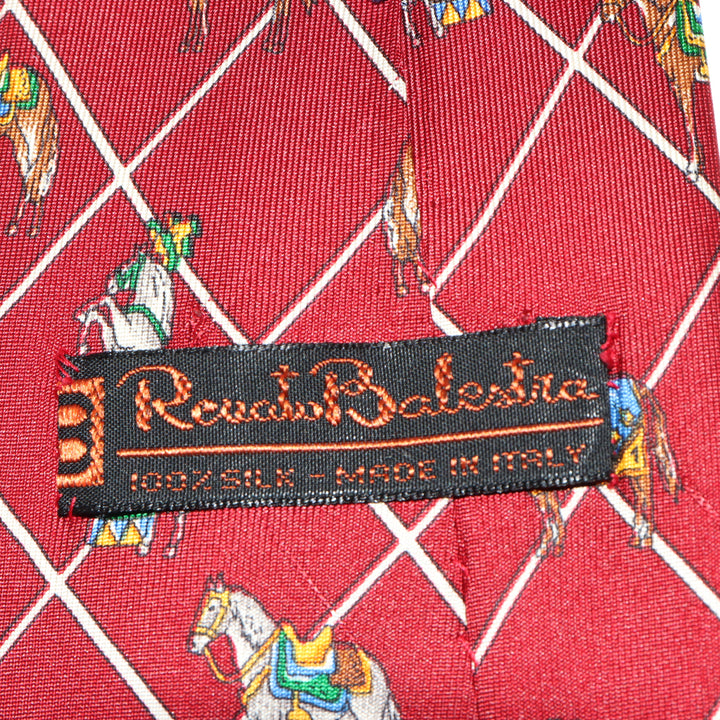 Renato Balestra
100% SILK - MADE IN ITALY